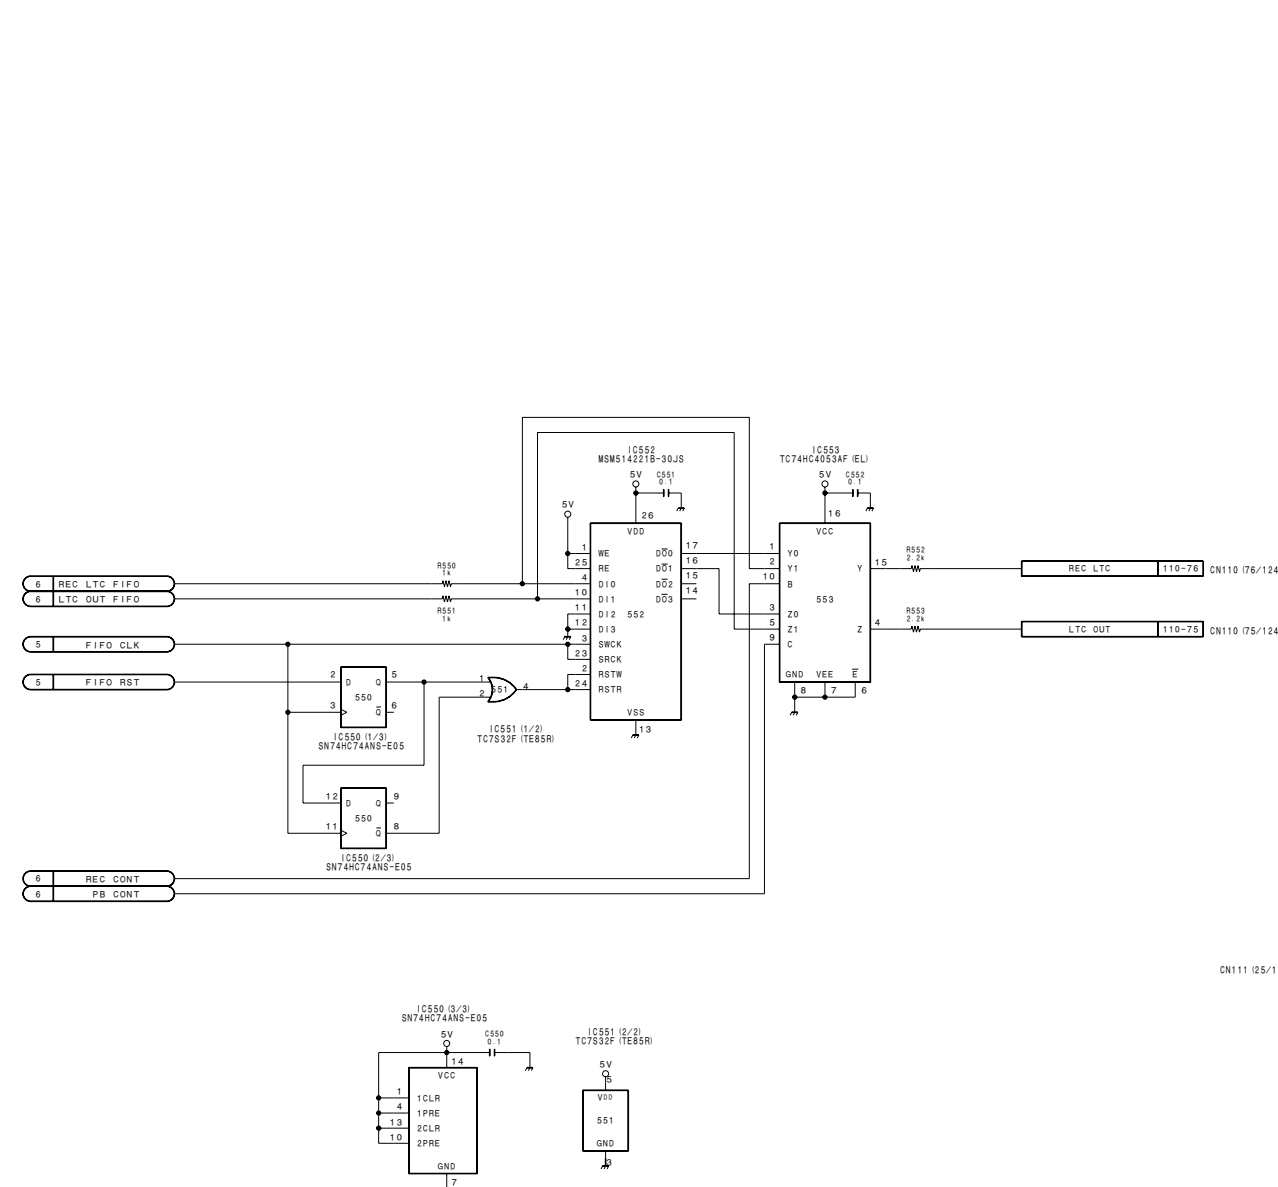 IC552
MSM514221B-30JS
5V
C551
0.1
26
VDD
5V
1 WE
25 RE
4 DI0
10 DI1
11 DI2
12 DI3
3 SWCK
23 SRCK
2 RSTW
24 RSTR
552
DO0 17
DO1 16
DO2 15
DO3 14
VSS
13
IC553
TC74HC4053AF (EL)
5V
C552
0.1
16
VCC
1 Y0
2 Y1
10 B
3 Z0
5 Z1
9 C
553
Y 15
Z 4
GND VEE E
8 7 6
R552
2.2k
REC LTC 110-76 CN110 (76/124
R553
2.2k
LTC OUT 110-75 CN110 (75/124
6 REC LTC FIFO
R550
1k
6 LTC OUT FIFO
R551
1k
5 FIFO CLK
5 FIFO RST
2 D Q 5
550
3 Q 6
IC550 (1/3)
SN74HC74ANS-E05
1
2
551
4
IC551 (1/2)
TC7S32F (TE85R)
12 D Q 9
550
11 Q 8
IC550 (2/3)
SN74HC74ANS-E05
6 REC CONT
6 PB CONT
CN111 (25/1
IC550 (3/3)
SN74HC74ANS-E05
5V
C550
0.1
14
VCC
1 1CLR
4 1PRE
13 2CLR
10 2PRE
GND
7
IC551 (2/2)
TC7S32F (TE85R)
5V
5
VDD
551
GND
3